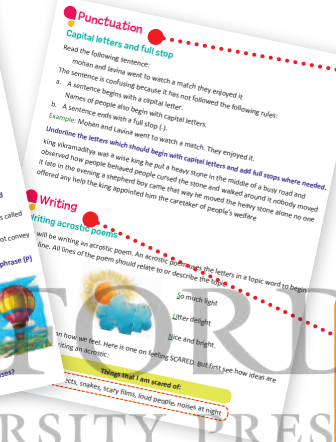 Punctuation
Capital letters and full stop
Read the following sentence:
mohan and lavina went to watch a match they enjoyed it
The sentence is confusing because it has not followed the following rules:
a. A sentence begins with a capital letter.
Names of people also begin with capital letters.
b. A sentence ends with a full stop (.).
Example: Mohan and Lavina went to watch a match. They enjoyed it.
Underline the letters which should begin with capital letters and add full stops where needed.
king vikramaditya was a wise king he put a heavy stone in the middle of a busy road and
observed how people behaved people cursed the stone and walked around it nobody moved
it late in the evening a shepherd boy came that way he moved the heavy stone alone no one
offered any help the king appointed him the caretaker of people's welfare
Writing
Writing acrostic poems
will be writing an acrostic poem. An acrostic poem uses the letters in a topic word to begin
line. All lines of the poem should relate to or describe the topic.
So much light
Litter delight
Nice and bright.
an how we feel. Here is one on feeling SCARED. But first see how ideas are
riting an acrostic:
Things that I am scared of:
ects, snakes, scary films, loud people, noises at night
s called
ot convey
phrase (P)
ses?
FORD
RSITY PRES